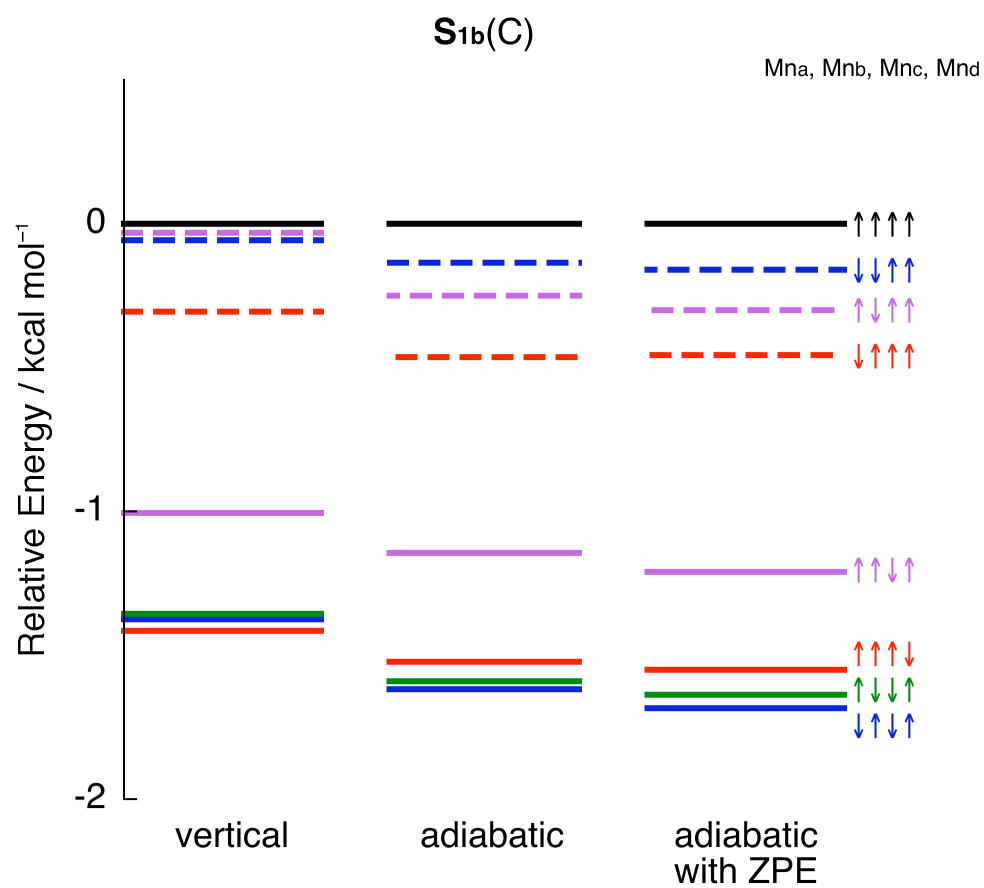 S1b(C)
Mna, Mnb, Mnc, Mnd
Relative Energy / kcal mol⁻¹
0
↑↑↑↑
↓↓↑↑
↑↓↑↑
↓↑↑↑
-1
↑↑↓↑
↑↑↑↓
↑↓↓↑
↓↑↓↑
-2
vertical
adiabatic
adiabatic
with ZPE